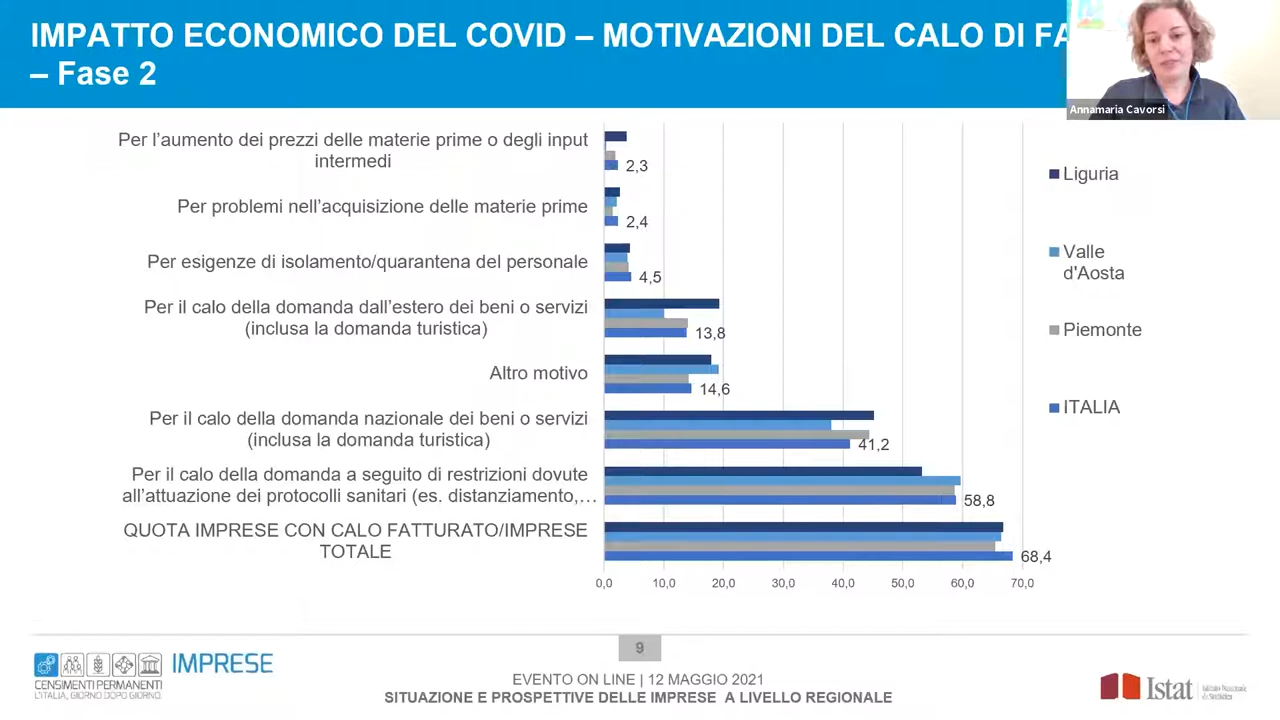 IMPATTO ECONOMICO DEL COVID – MOTIVAZIONI DEL CALO DI
– Fase 2
Annamaria Cavorsi
Per l’aumento dei prezzi delle materie prime o degli input
intermedi
2,3
Per problemi nell’acquisizione delle materie prime
2,4
Per esigenze di isolamento/quarantena del personale
4,5
Per il calo della domanda dall’estero dei beni o servizi
(inclusa la domanda turistica)
13,8
Altro motivo
14,6
Per il calo della domanda nazionale dei beni o servizi
(inclusa la domanda turistica)
41,2
Per il calo della domanda a seguito di restrizioni dovute
all’attuazione dei protocolli sanitari (es. distanziamento,…
58,8
QUOTA IMPRESE CON CALO FATTURATO/IMPRESE
TOTALE
68,4
0,0 10,0 20,0 30,0 40,0 50,0 60,0 70,0
Liguria
Valle
d'Aosta
Piemonte
ITALIA
9
IMPRESE
CENSIMENTI PERMANENTI
L'ITALIA, GIORNO DOPO GIORNO.
EVENTO ON LINE | 12 MAGGIO 2021
SITUAZIONE E PROSPETTIVE DELLE IMPRESE A LIVELLO REGIONALE
Istat